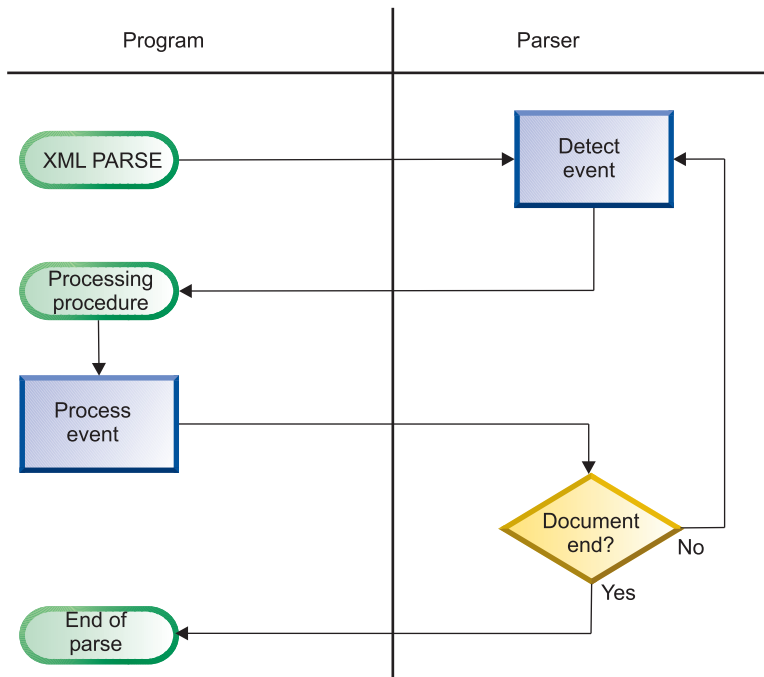 Program
Parser
XML PARSE
Detect
event
Processing
procedure
Process
event
Document
end?
No
Yes
End of
parse